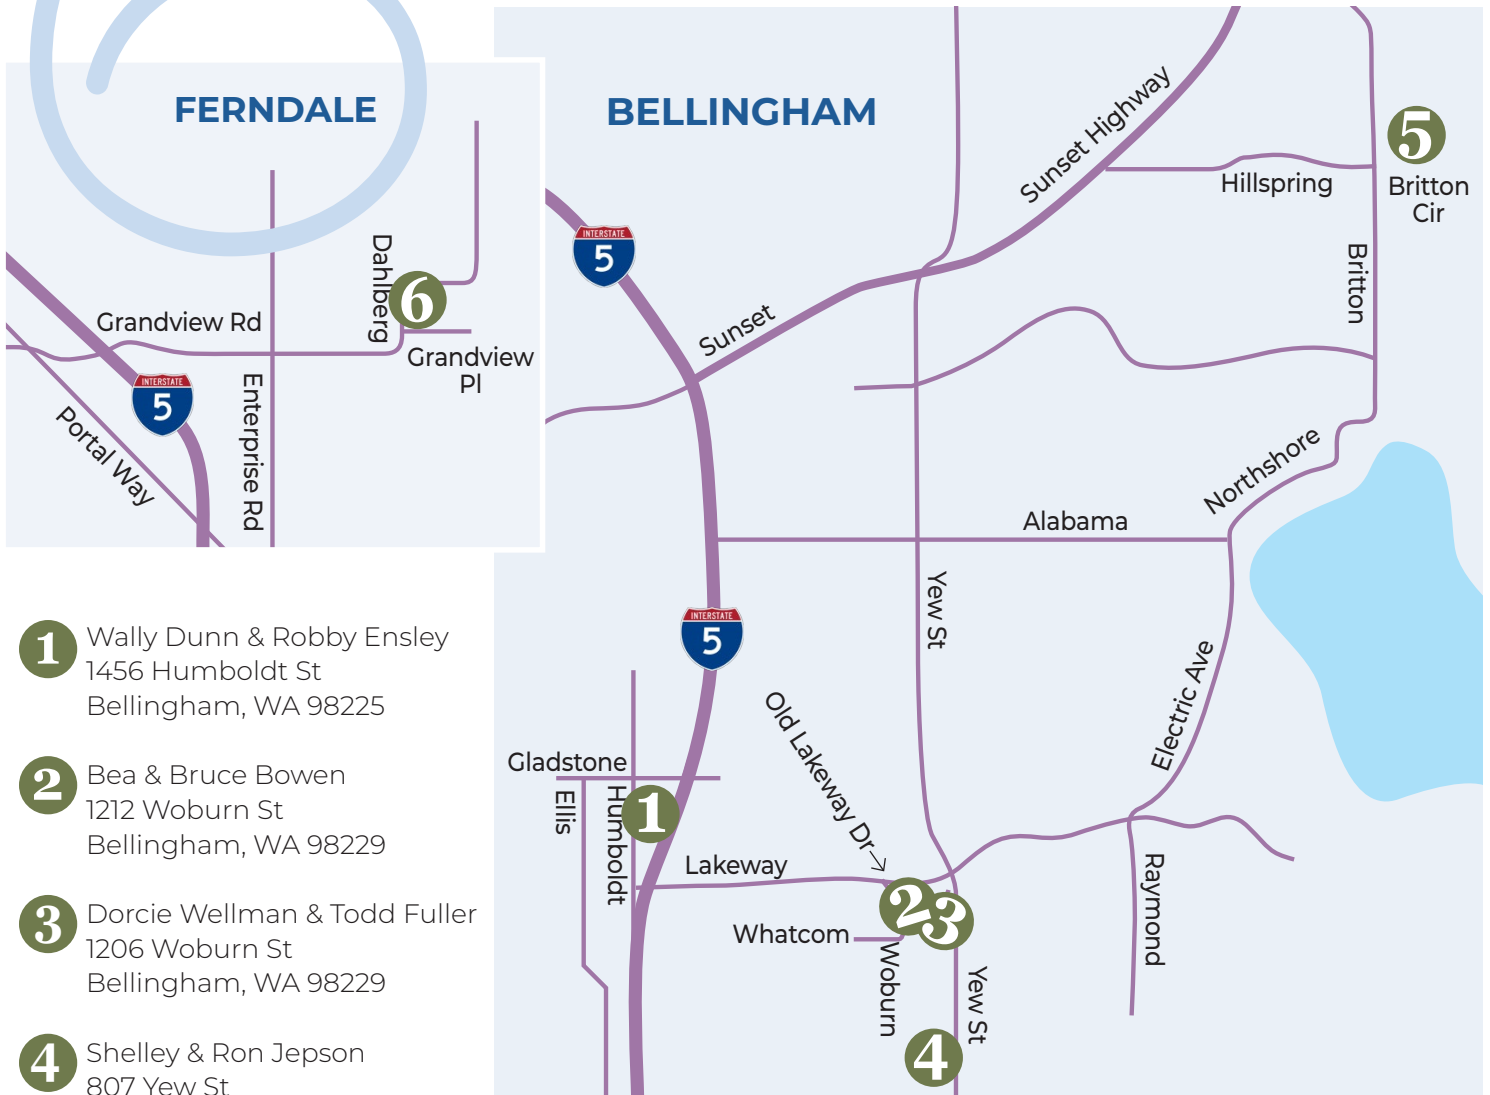 FERNDALE
Dahlberg
6
Grandview Rd
Grandview
Pl
INTERSTATE
5
Enterprise Rd
Portal Way
BELLINGHAM
Sunset Highway
5
Hillspring
Britton
Cir
Britton
INTERSTATE
5
Sunset
Northshore
Alabama
Yew St
INTERSTATE
5
Electric Ave
Old Lakeway Dr
Gladstone
Ellis
Humboldt
1
Lakeway
2
3
Whatcom
Woburn
Yew St
Raymond
4
1 Wally Dunn & Robby Ensley
1456 Humboldt St
Bellingham, WA 98225
2 Bea & Bruce Bowen
1212 Woburn St
Bellingham, WA 98229
3 Dorcie Wellman & Todd Fuller
1206 Woburn St
Bellingham, WA 98229
4 Shelley & Ron Jepson
807 Yew St